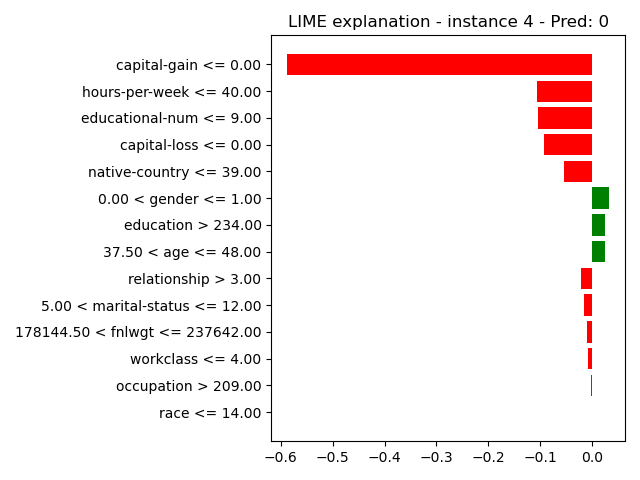 LIME explanation - instance 4 - Pred: 0
capital-gain <= 0.00
hours-per-week <= 40.00
educational-num <= 9.00
capital-loss <= 0.00
native-country <= 39.00
0.00 < gender <= 1.00
education > 234.00
37.50 < age <= 48.00
relationship > 3.00
5.00 < marital-status <= 12.00
178144.50 < fnlwgt <= 237642.00
workclass <= 4.00
occupation > 209.00
race <= 14.00
−0.6 −0.5 −0.4 −0.3 −0.2 −0.1 0.0